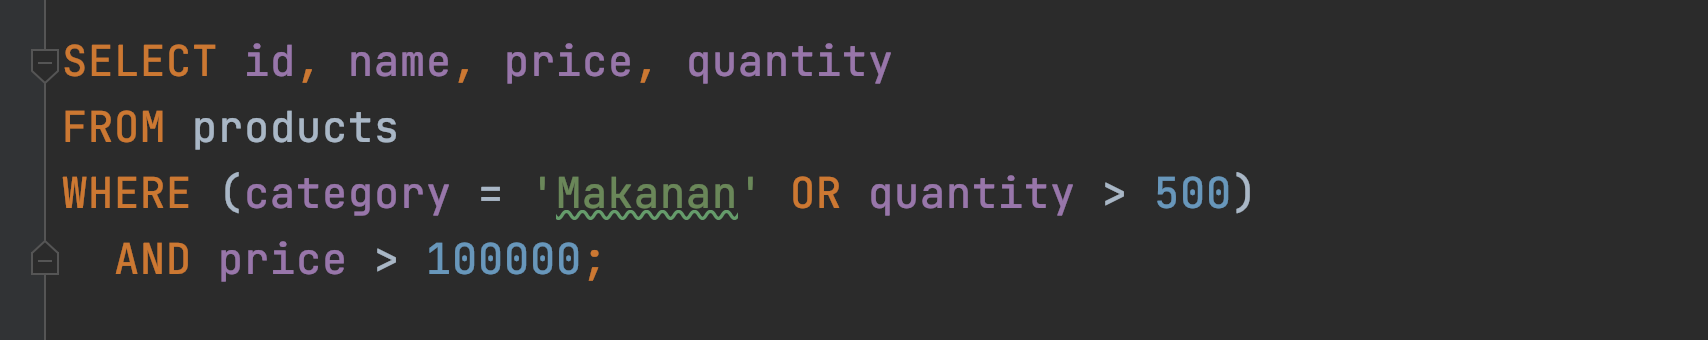 SELECT id, name, price, quantity
FROM products
WHERE (category = 'Makanan' OR quantity > 500)
  AND price > 100000;